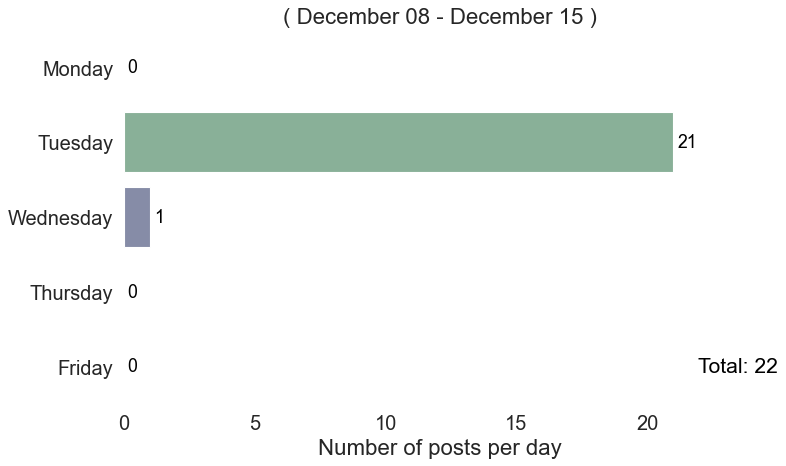 ( December 08 - December 15 )
Monday 0
Tuesday 21
Wednesday 1
Thursday 0
Friday 0 Total: 22
0 5 10 15 20
Number of posts per day